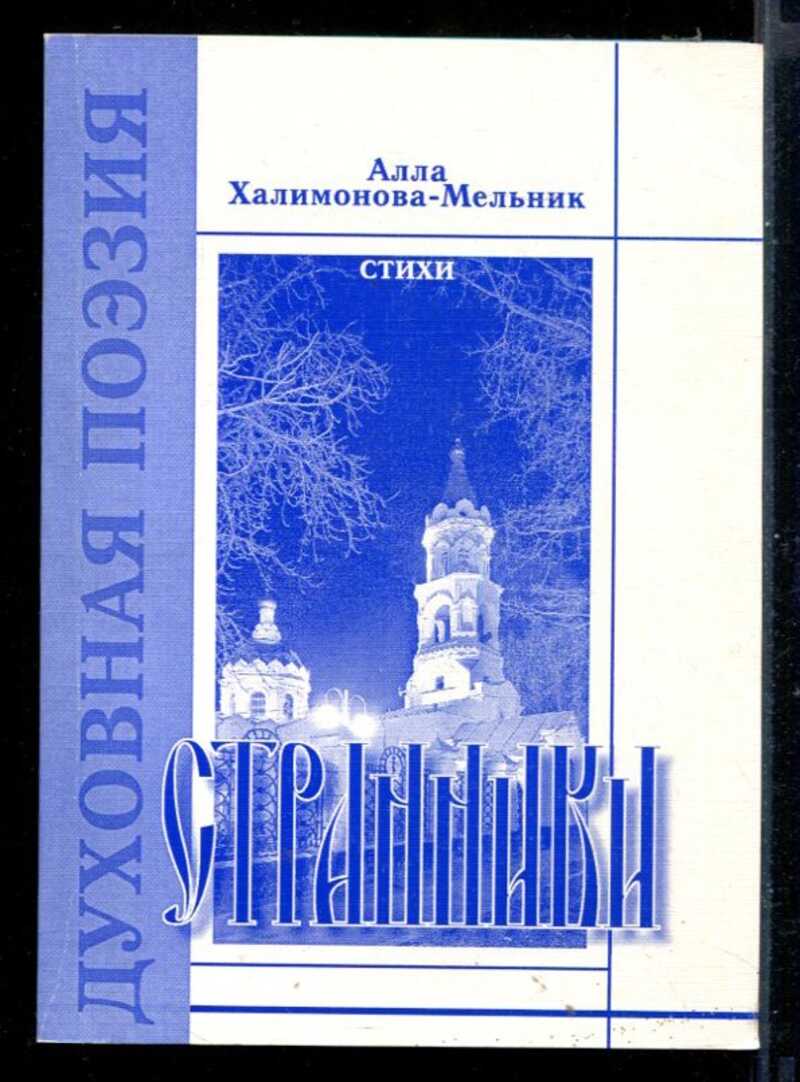 ДУХОВНАЯ ПОЭЗИЯ
Алла
Халимонова-Мельник
СТИХИ
СТРАННИКИ